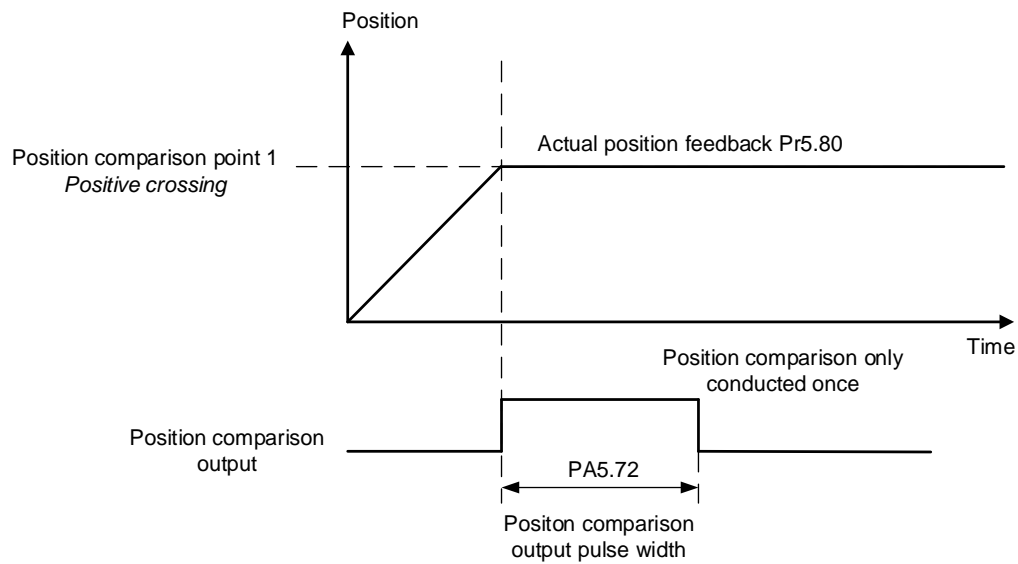 Position
Actual position feedback Pr5.80
Position comparison point 1
Positive crossing
Time
Position comparison only
conducted once
Position comparison
output
PA5.72
Positon comparison
output pulse width